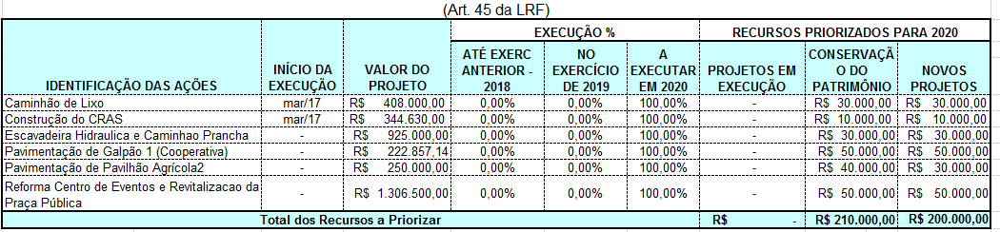 (Art. 45 da LRF)
IDENTIFICAÇÃO DAS AÇÕES | INÍCIO DA EXECUÇÃO | VALOR DO PROJETO | EXECUÇÃO % | RECURSOS PRIORIZADOS PARA 2020
ATÉ EXERC ANTERIOR - 2018 | NO EXERCÍCIO DE 2019 | A EXECUTAR EM 2020 | PROJETOS EM EXECUÇÃO | CONSERVAÇÃ O DO PATRIMÔNIO | NOVOS PROJETOS
Caminhão de Lixo | mar/17 | R$ 408.000,00 | 0,00% | 0,00% | 100,00% | - | R$ 30.000,00 | R$ 30.000,00
Construção do CRAS | mar/17 | R$ 344.630,00 | 0,00% | 0,00% | 100,00% | - | R$ 10.000,00 | R$ 10.000,00
Escavadeira Hidraulica e Caminhao Prancha | - | R$ 925.000,00 | 0,00% | 0,00% | 100,00% | - | R$ 30.000,00 | R$ 30.000,00
Pavimentação de Galpão 1 (Cooperativa) | - | R$ 222.857,14 | 0,00% | 0,00% | 100,00% | - | R$ 50.000,00 | R$ 50.000,00
Pavimentação de Pavilhão Agrícola2 | - | R$ 250.000,00 | 0,00% | 0,00% | 100,00% | - | R$ 40.000,00 | R$ 30.000,00
Reforma Centro de Eventos e Revitalizacao da Praça Pública | - | R$ 1.306.500,00 | 0,00% | 0,00% | 100,00% | - | R$ 50.000,00 | R$ 50.000,00
Total dos Recursos a Priorizar | R$ - | R$ 210.000,00 | R$ 200.000,00